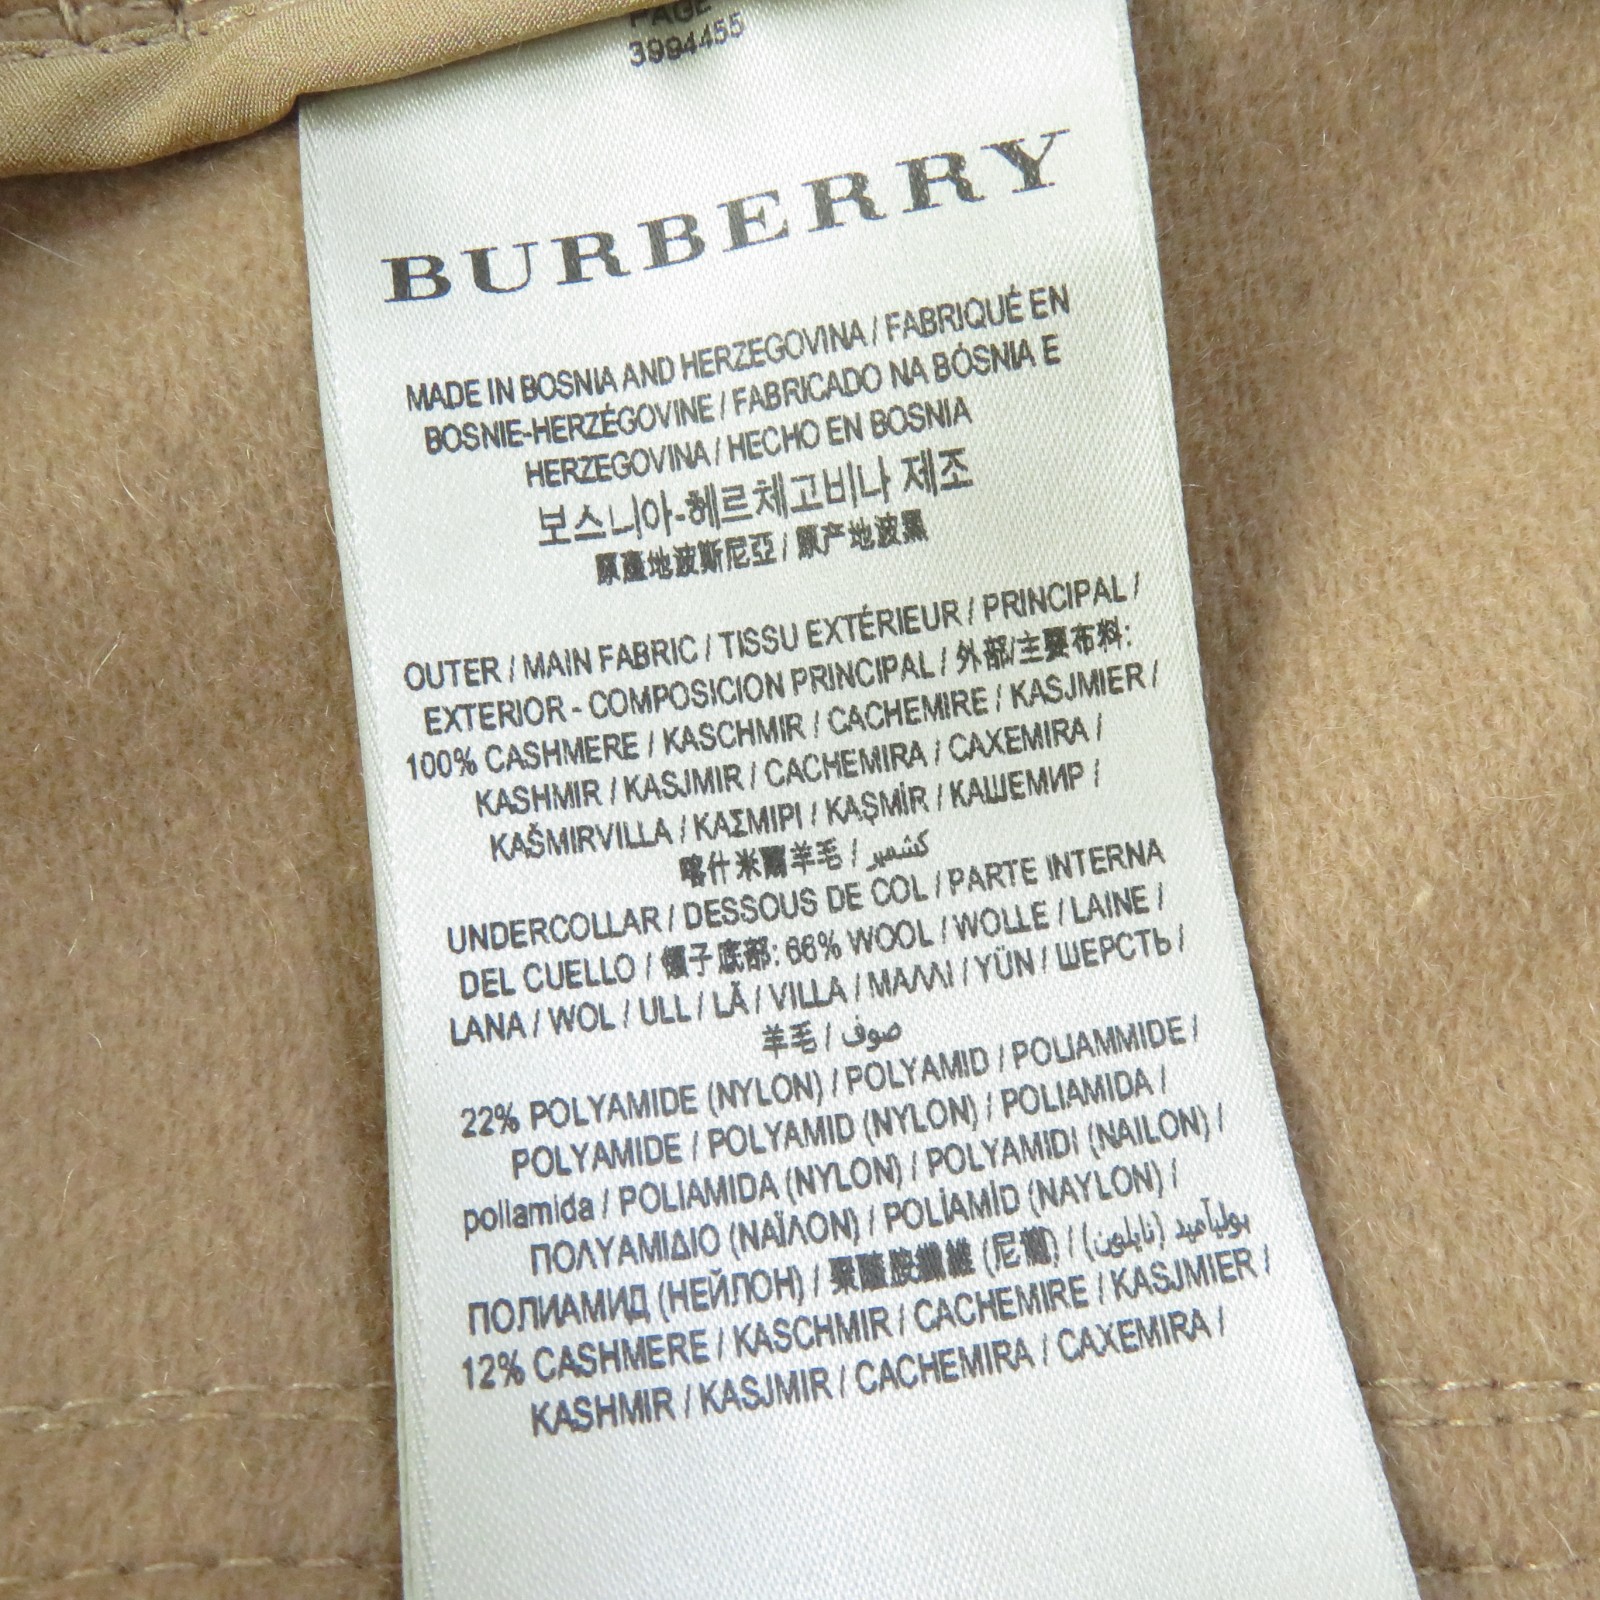 PAGE
3994455
BURBERRY
MADE IN BOSNIA AND HERZEGOVINA / FABRIQUÉ EN
BOSNIE-HERZÉGOVINE / FABRICADO NA BÓSNIA E
HERZEGOVINA / HECHO EN BOSNIA
보스니아-헤르체고비나 제조
原產地波斯尼亞 / 原产地波黑
OUTER / MAIN FABRIC / TISSU EXTÉRIEUR / PRINCIPAL /
EXTERIOR - COMPOSICION PRINCIPAL / 外部/主要布料:
100% CASHMERE / KASCHMIR / CACHEMIRE / KASJMIER /
KASHMIR / KASJMIR / CACHEMIRA / CAXEMIRA /
KAŠMIRVILLA / ΚΑΣΜΙΡΙ / KAŞMİR / КАШЕМИР /
喀什米爾羊毛 / كشمير
UNDERCOLLAR / DESSOUS DE COL / PARTE INTERNA
DEL CUELLO / 領子底部: 66% WOOL / WOLLE / LAINE /
LANA / WOL / ULL / LÃ / VILLA / ΜΑΛΛΙ / YÜN / ШЕРСТЬ /
羊毛 / صوف
22% POLYAMIDE (NYLON) / POLYAMID / POLIAMMIDE /
POLYAMIDE / POLYAMID (NYLON) / POLIAMIDA /
poliamida / POLIAMIDA (NYLON) / POLYAMIDI (NAILON) /
ΠΟΛΥΑΜΙΔΙΟ (ΝΑΪΛΟΝ) / POLİAMİD (NAYLON) /
ПОЛИАМИД (НЕЙЛОН) / 聚醯胺纖維 (尼龍) / بولياميد (نايلون)
12% CASHMERE / KASCHMIR / CACHEMIRE / KASJMIER /
KASHMIR / KASJMIR / CACHEMIRA / CAXEMIRA /